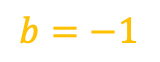 b = −1